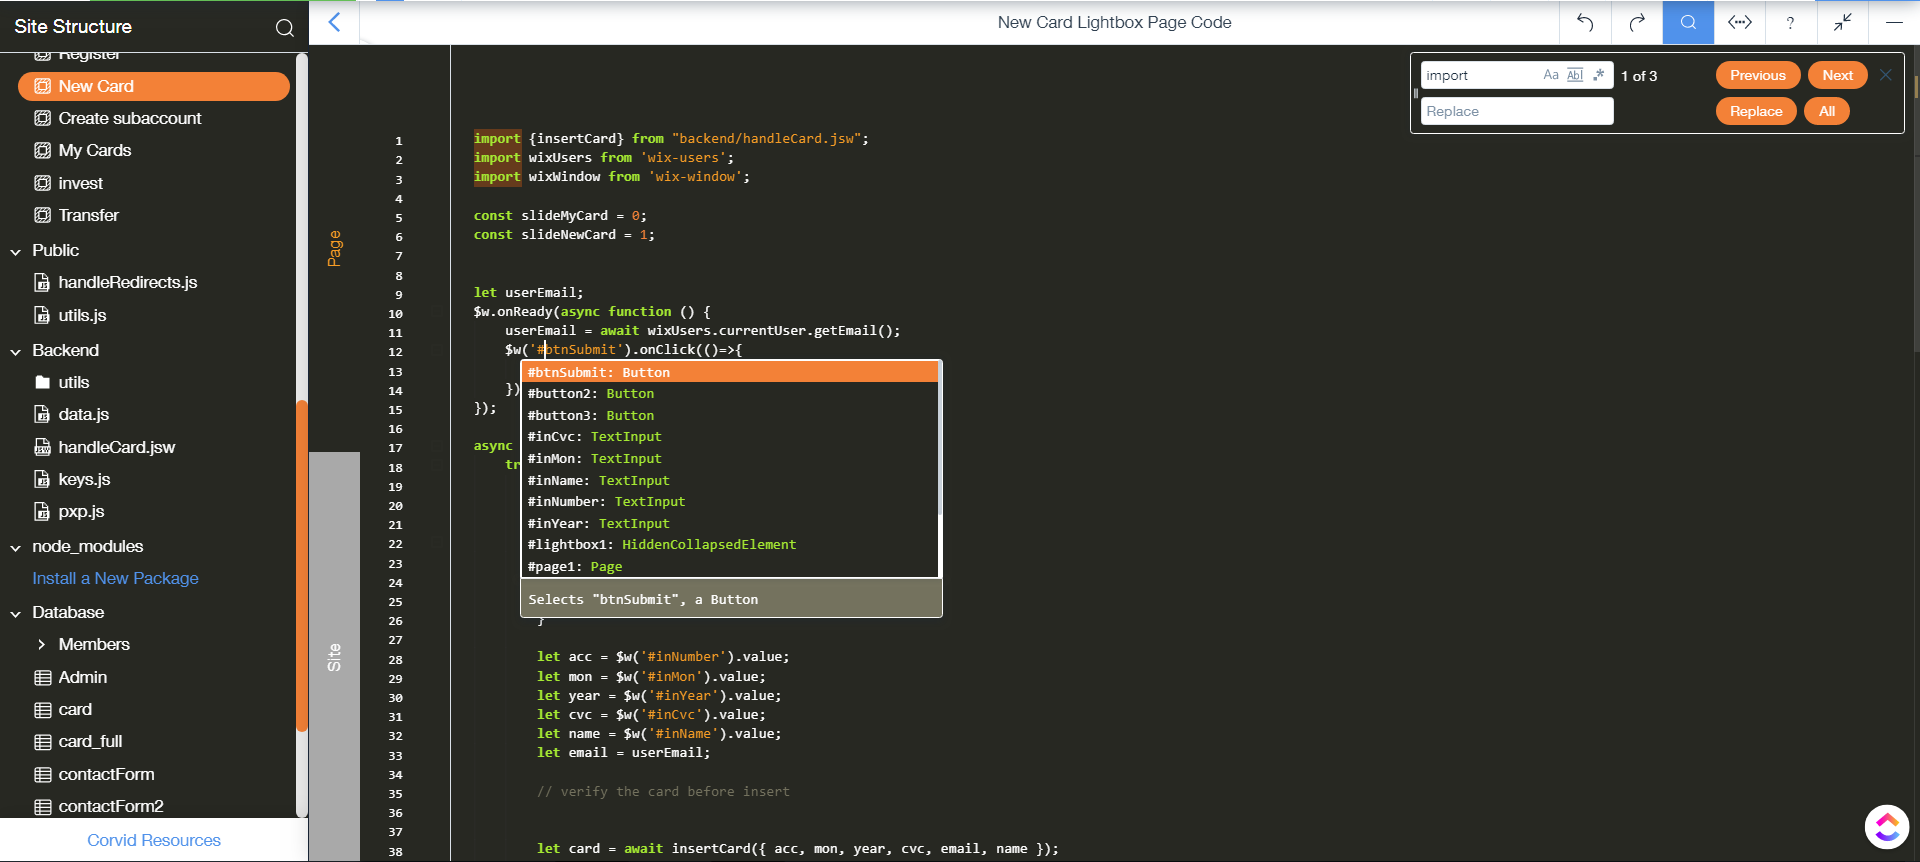 Site Structure
New Card Lightbox Page Code
?
Register
New Card
Create subaccount
My Cards
invest
Transfer
Public
handleRedirects.js
utils.js
Backend
utils
data.js
handleCard.jsw
keys.js
pxp.js
node_modules
Install a New Package
Database
Members
Admin
card
card_full
contactForm
contactForm2
Corvid Resources
Page
Site
import Aa Abl .* 1 of 3 Previous Next
Replace Replace All
1 import {insertCard} from "backend/handleCard.jsw";
2 import wixUsers from 'wix-users';
3 import wixWindow from 'wix-window';
4
5 const slideMyCard = 0;
6 const slideNewCard = 1;
7
8
9 let userEmail;
10 $w.onReady(async function () {
11 userEmail = await wixUsers.currentUser.getEmail();
12 $w('#btnSubmit').onClick(()=>{
13
14 })
15 });
16
17 async
18 tr
19
20
21
22
23
24
25
26 }
27
28 let acc = $w('#inNumber').value;
29 let mon = $w('#inMon').value;
30 let year = $w('#inYear').value;
31 let cvc = $w('#inCvc').value;
32 let name = $w('#inName').value;
33 let email = userEmail;
34
35 // verify the card before insert
36
37
38 let card = await insertCard({ acc, mon, year, cvc, email, name });
#btnSubmit: Button
#button2: Button
#button3: Button
#inCvc: TextInput
#inMon: TextInput
#inName: TextInput
#inNumber: TextInput
#inYear: TextInput
#lightbox1: HiddenCollapsedElement
#page1: Page
Selects "btnSubmit", a Button